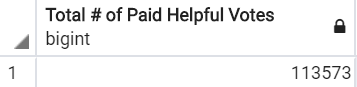 Total # of Paid Helpful Votes
bigint
1 113573